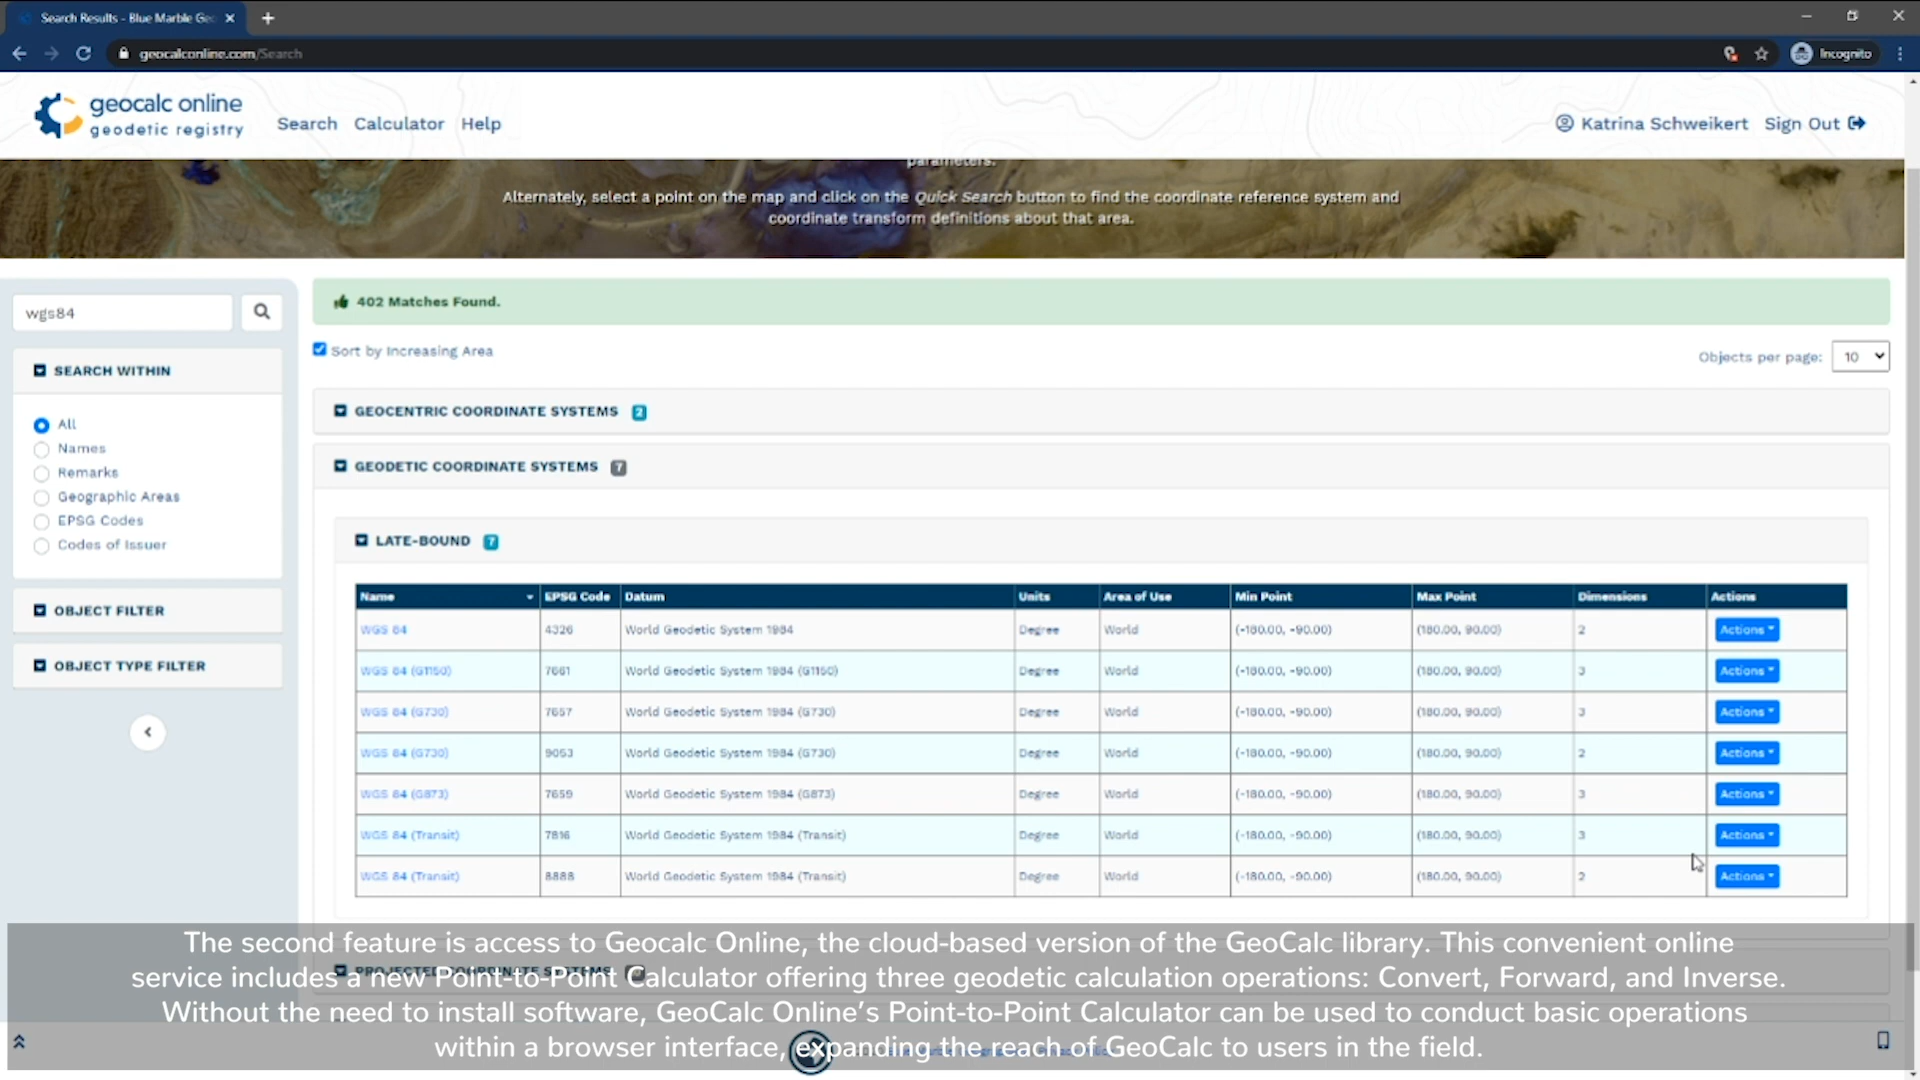 Search Results - Blue Marble Ge
geocalconline.com/Search
Incognito
geocalc online
geodetic registry
Search Calculator Help
Katrina Schweikert Sign Out
parameters.
Alternately, select a point on the map and click on the Quick Search button to find the coordinate reference system and
coordinate transform definitions about that area.
wgs84
402 Matches Found.
Sort by Increasing Area
Objects per page: 10
SEARCH WITHIN
All
Names
Remarks
Geographic Areas
EPSG Codes
Codes of Issuer
OBJECT FILTER
OBJECT TYPE FILTER
GEOCENTRIC COORDINATE SYSTEMS 2
GEODETIC COORDINATE SYSTEMS 7
LATE-BOUND 7
Name EPSG Code Datum Units Area of Use Min Point Max Point Dimensions Actions
WGS 84 4326 World Geodetic System 1984 Degree World (-180.00, -90.00) (180.00, 90.00) 2 Actions
WGS 84 (G1150) 7661 World Geodetic System 1984 (G1150) Degree World (-180.00, -90.00) (180.00, 90.00) 3 Actions
WGS 84 (G730) 7657 World Geodetic System 1984 (G730) Degree World (-180.00, -90.00) (180.00, 90.00) 3 Actions
WGS 84 (G730) 9053 World Geodetic System 1984 (G730) Degree World (-180.00, -90.00) (180.00, 90.00) 2 Actions
WGS 84 (G873) 7659 World Geodetic System 1984 (G873) Degree World (-180.00, -90.00) (180.00, 90.00) 3 Actions
WGS 84 (Transit) 7816 World Geodetic System 1984 (Transit) Degree World (-180.00, -90.00) (180.00, 90.00) 3 Actions
WGS 84 (Transit) 8888 World Geodetic System 1984 (Transit) Degree World (-180.00, -90.00) (180.00, 90.00) 2 Actions
PROJECTED COORDINATE SYSTEMS
The second feature is access to Geocalc Online, the cloud-based version of the GeoCalc library. This convenient online
service includes a new Point-to-Point Calculator offering three geodetic calculation operations: Convert, Forward, and Inverse.
Without the need to install software, GeoCalc Online's Point-to-Point Calculator can be used to conduct basic operations
within a browser interface, expanding the reach of GeoCalc to users in the field.